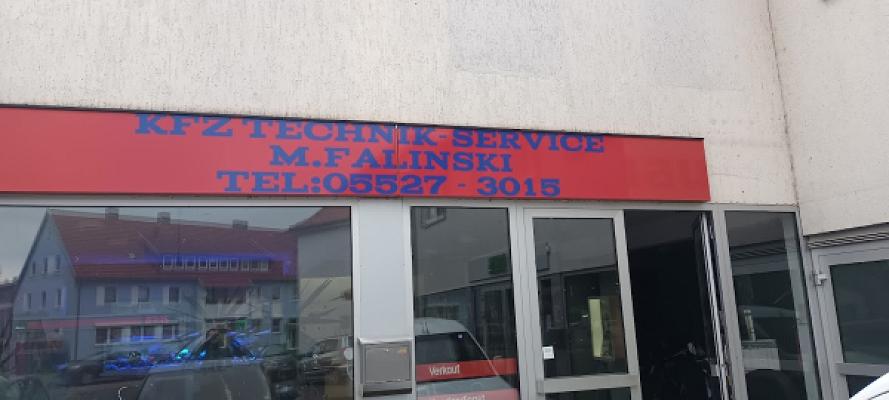 KFZ TECHNIK-SERVICE
M.FALINSKI
TEL:05527 - 3015
Verkauf